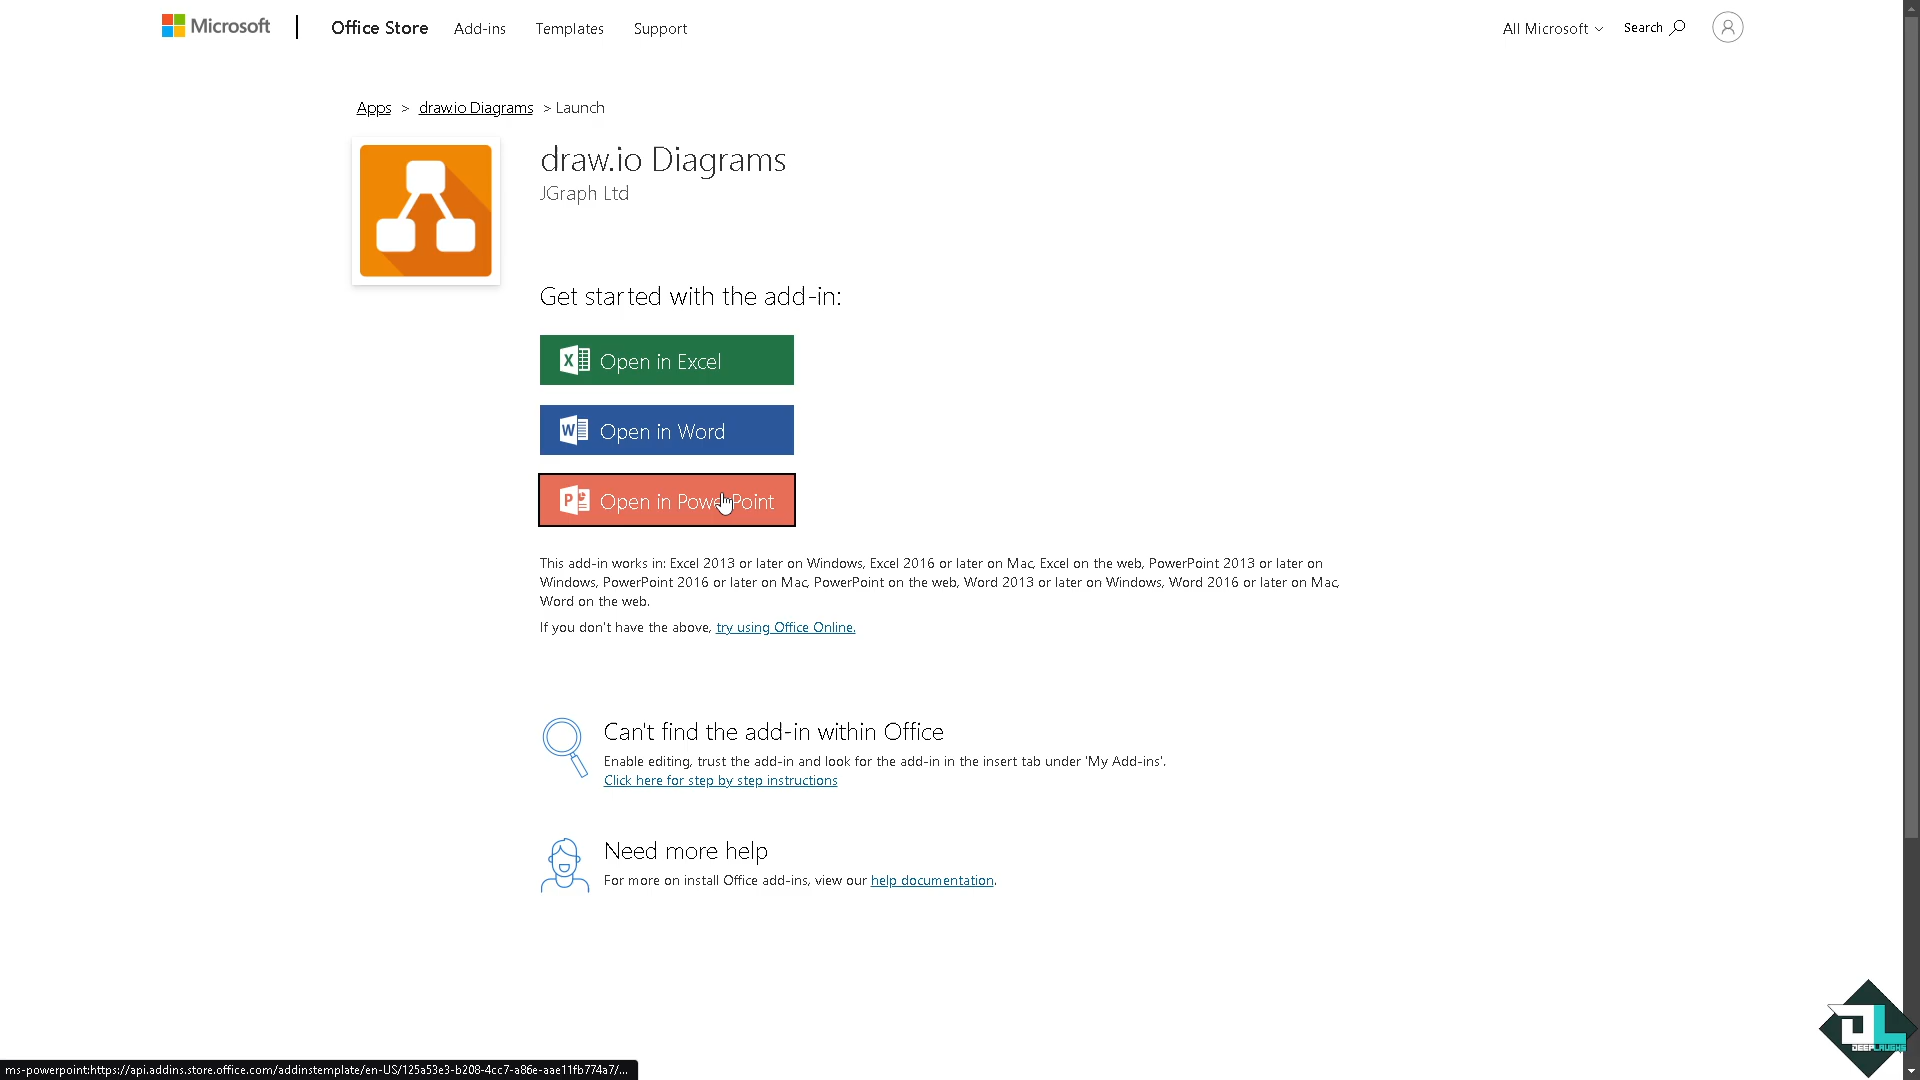 Microsoft
Office Store
Add-ins
Templates
Support
All Microsoft
Search
Apps > draw.io Diagrams > Launch
draw.io Diagrams
JGraph Ltd
Get started with the add-in:
Open in Excel
Open in Word
Open in PowerPoint
This add-in works in: Excel 2013 or later on Windows, Excel 2016 or later on Mac, Excel on the web, PowerPoint 2013 or later on
Windows, PowerPoint 2016 or later on Mac, PowerPoint on the web, Word 2013 or later on Windows, Word 2016 or later on Mac,
Word on the web.
If you don't have the above, try using Office Online.
Can't find the add-in within Office
Enable editing, trust the add-in and look for the add-in in the insert tab under 'My Add-ins'.
Click here for step by step instructions
Need more help
For more on install Office add-ins, view our help documentation.
DEEPLAUGHS
ms-powerpoint:https://api.addins.store.office.com/addinstemplate/en-US/125a53e3-b208-4cc7-a86e-aae11fb774a7/...